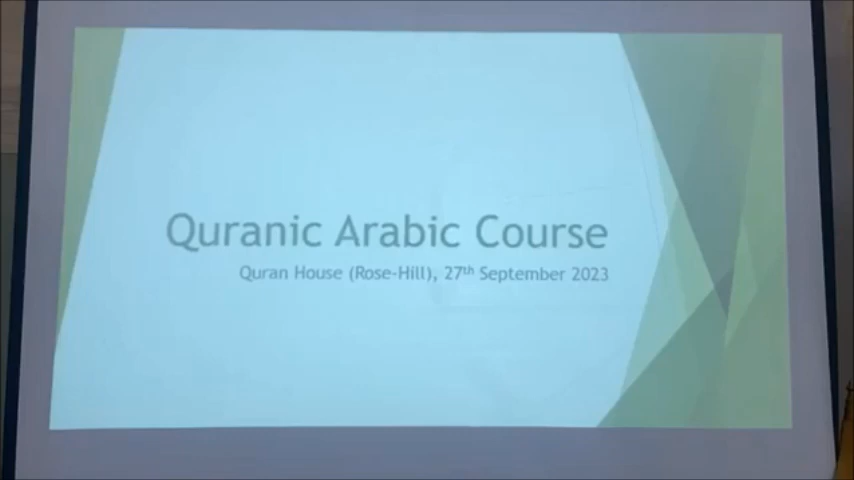 Quranic Arabic Course
Quran House (Rose-Hill), 27th September 2023